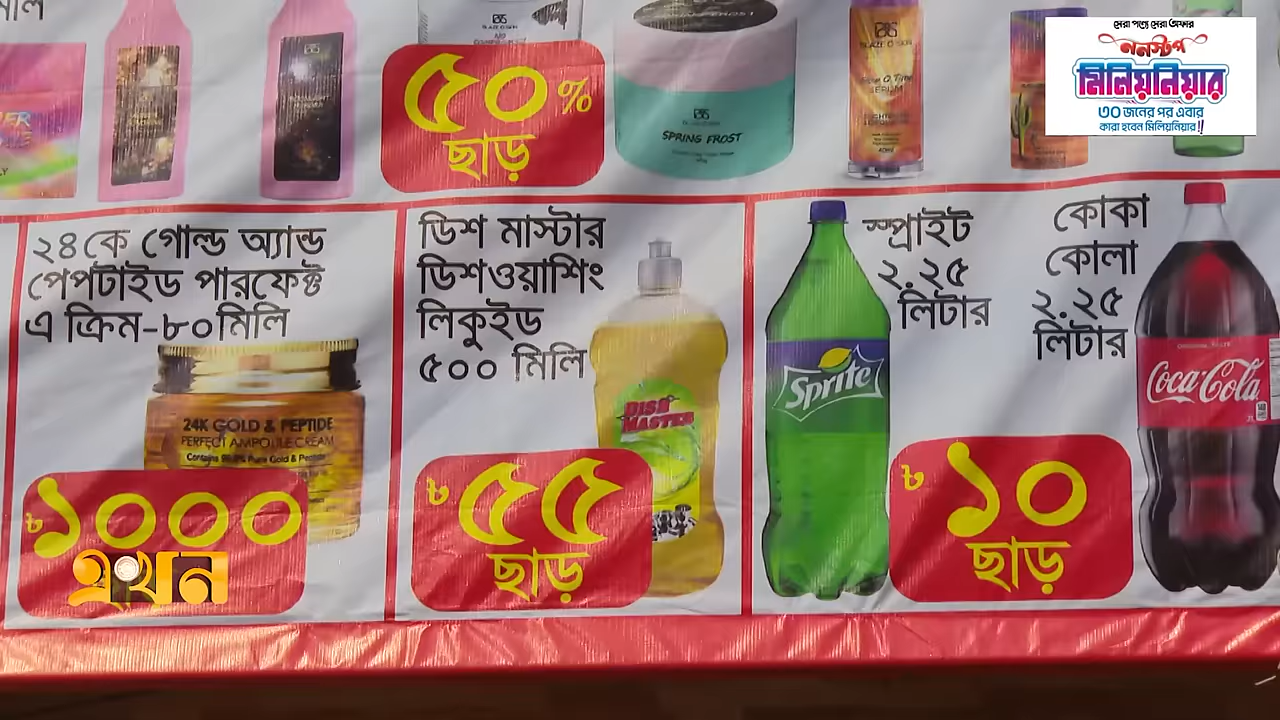 সেরা পণ্যে সেরা অফার
ননস্টপ
মিলিয়নিয়ার
৩০ জনের পর এবার
কারা হবেন মিলিয়নিয়ার!!
৫০%
ছাড়
SPRING FROST
২৪কে গোল্ড অ্যান্ড
পেপটাইড পারফেক্ট
এ ক্রিম-৮০মিলি
24K GOLD & PEPTIDE
PERFECT AMPOULE CREAM
৳১০০০
এখন
ডিশ মাস্টার
ডিশওয়াশিং
লিকুইড
৫০০ মিলি
DISH
MASTER
৳৫৫
ছাড়
স্প্রাইট
২.২৫
লিটার
Sprite
কোকা
কোলা
২.২৫
লিটার
Coca-Cola
৳১০
ছাড়